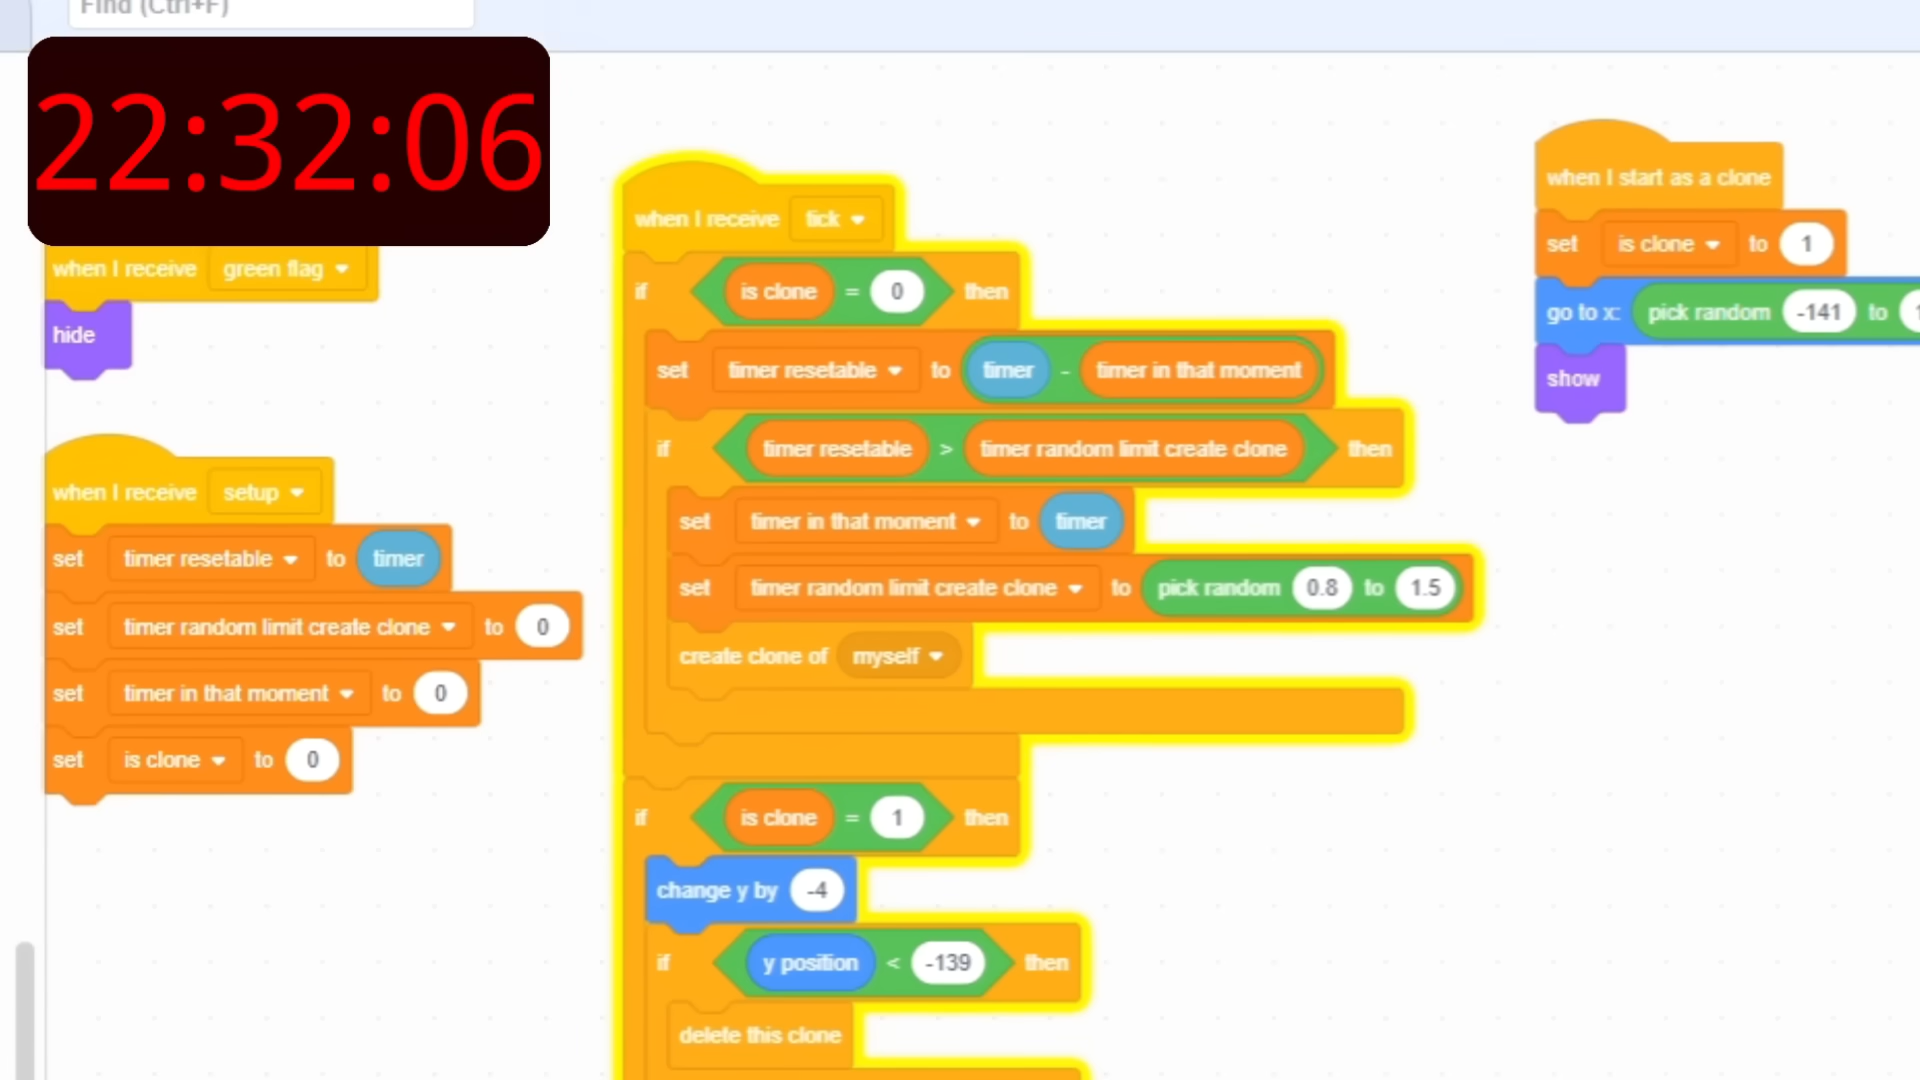 Find (Ctrl+F)
22:32:06
when I receive green flag
hide
when I receive setup
set timer resetable to timer
set timer random limit create clone to 0
set timer in that moment to 0
set is clone to 0
when I receive tick
if is clone = 0 then
set timer resetable to timer - timer in that moment
if timer resetable > timer random limit create clone then
set timer in that moment to timer
set timer random limit create clone to pick random 0.8 to 1.5
create clone of myself
if is clone = 1 then
change y by -4
if y position < -139 then
delete this clone
when I start as a clone
set is clone to 1
go to x: pick random -141 to
show